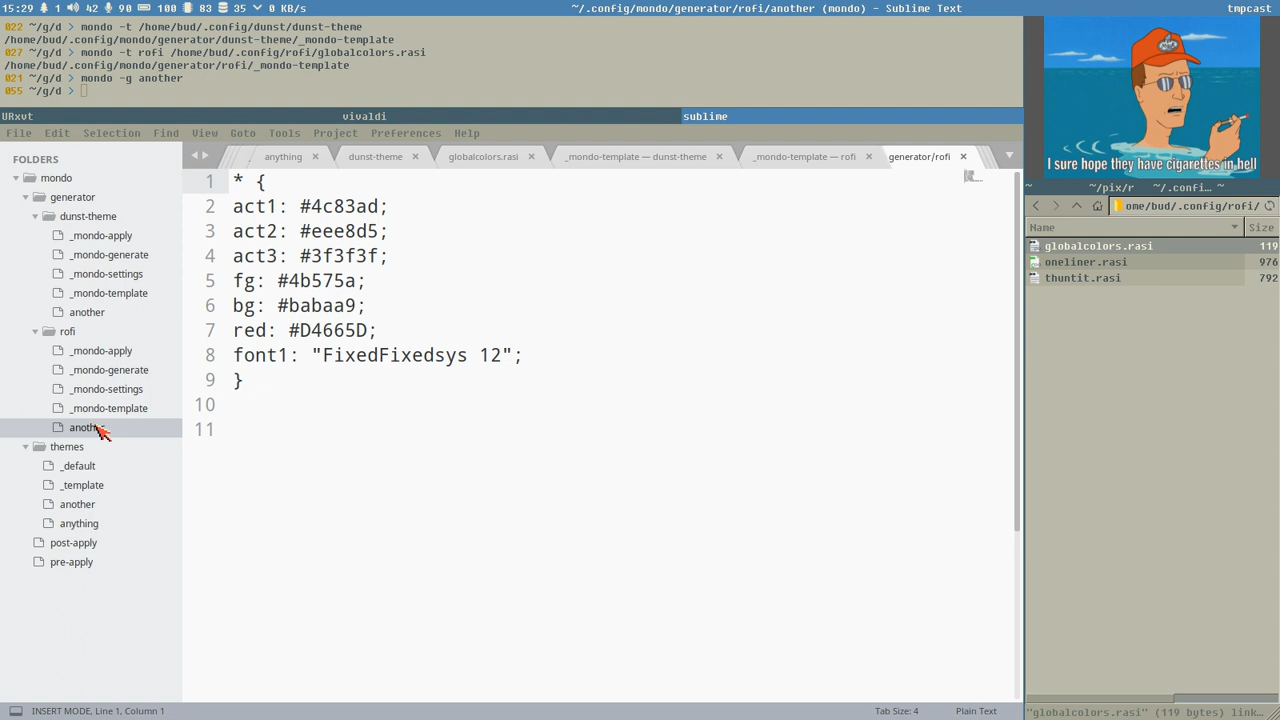 15:29 1 42 90 100 83 35 0 KB/s ~/.config/mondo/generator/rofi/another (mondo) - Sublime Text tmpcast
022 ~/g/d > mondo -t /home/bud/.config/dunst/dunst-theme
/home/bud/.config/mondo/generator/dunst-theme/_mondo-template
027 ~/g/d > mondo -t rofi /home/bud/.config/rofi/globalcolors.rasi
/home/bud/.config/mondo/generator/rofi/_mondo-template
021 ~/g/d > mondo -g another
055 ~/g/d >
URxvt vivaldi sublime
File Edit Selection Find View Goto Tools Project Preferences Help
FOLDERS
mondo
generator
dunst-theme
_mondo-apply
_mondo-generate
_mondo-settings
_mondo-template
another
rofi
_mondo-apply
_mondo-generate
_mondo-settings
_mondo-template
anoth
themes
_default
_template
another
anything
post-apply
pre-apply
anything × dunst-theme × globalcolors.rasi × _mondo-template — dunst-theme × _mondo-template — rofi × generator/rofi ×
1 * {
2 act1: #4c83ad;
3 act2: #eee8d5;
4 act3: #3f3f3f;
5 fg: #4b575a;
6 bg: #babaa9;
7 red: #D4665D;
8 font1: "FixedFixedsys 12";
9 }
10
11
INSERT MODE, Line 1, Column 1 Tab Size: 4 Plain Text
I sure hope they have cigarettes in hell
~ ~/pix/r ~/.confi…
ome/bud/.config/rofi/
Name Size
globalcolors.rasi 119
oneliner.rasi 976
thuntit.rasi 792
"globalcolors.rasi" (119 bytes) link…